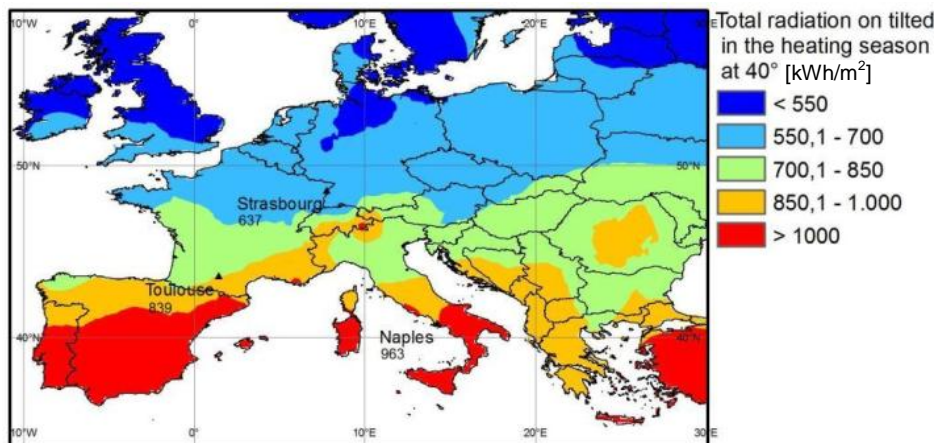 10°W 0° 10°E 20°E 30°E
Total radiation on tilted
in the heating season
at 40° [kWh/m²]
< 550
550,1 - 700
700,1 - 850
850,1 - 1.000
> 1000
50°N 50°N
Strasbourg
637
Toulouse
839
Naples
963
40°N 40°N
10°W 0° 10°E 20°E 30°E